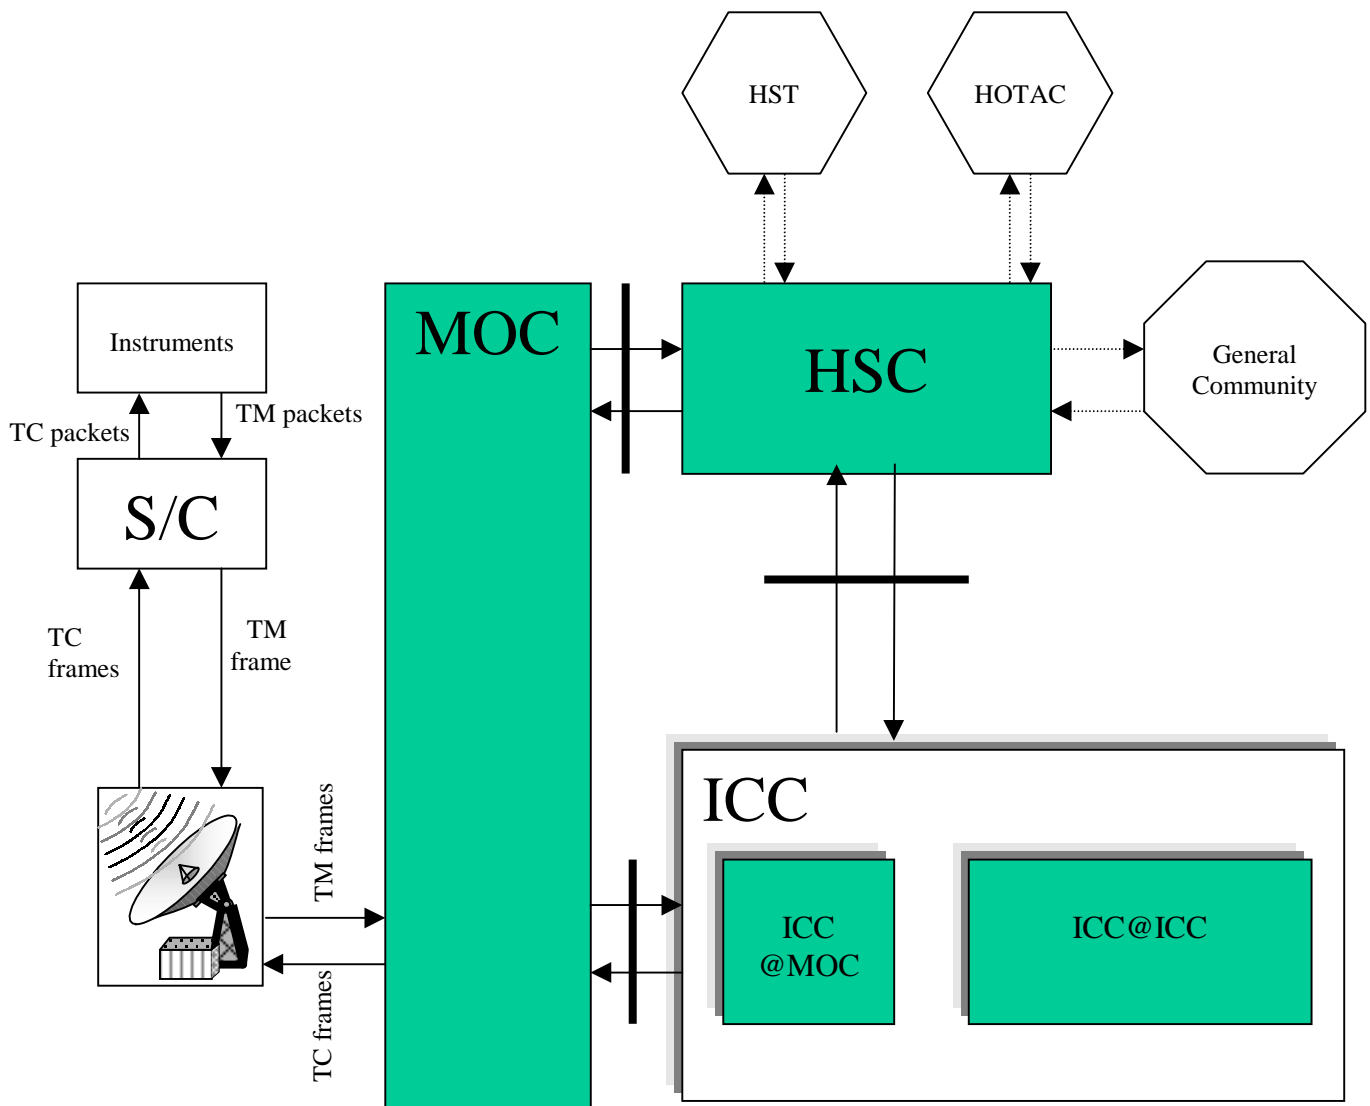 HST
HOTAC
MOC
Instruments
HSC
General
Community
TM packets
TC packets
S/C
TC
frames
TM
frame
ICC
TM frames
ICC
@MOC
ICC@ICC
TC frames